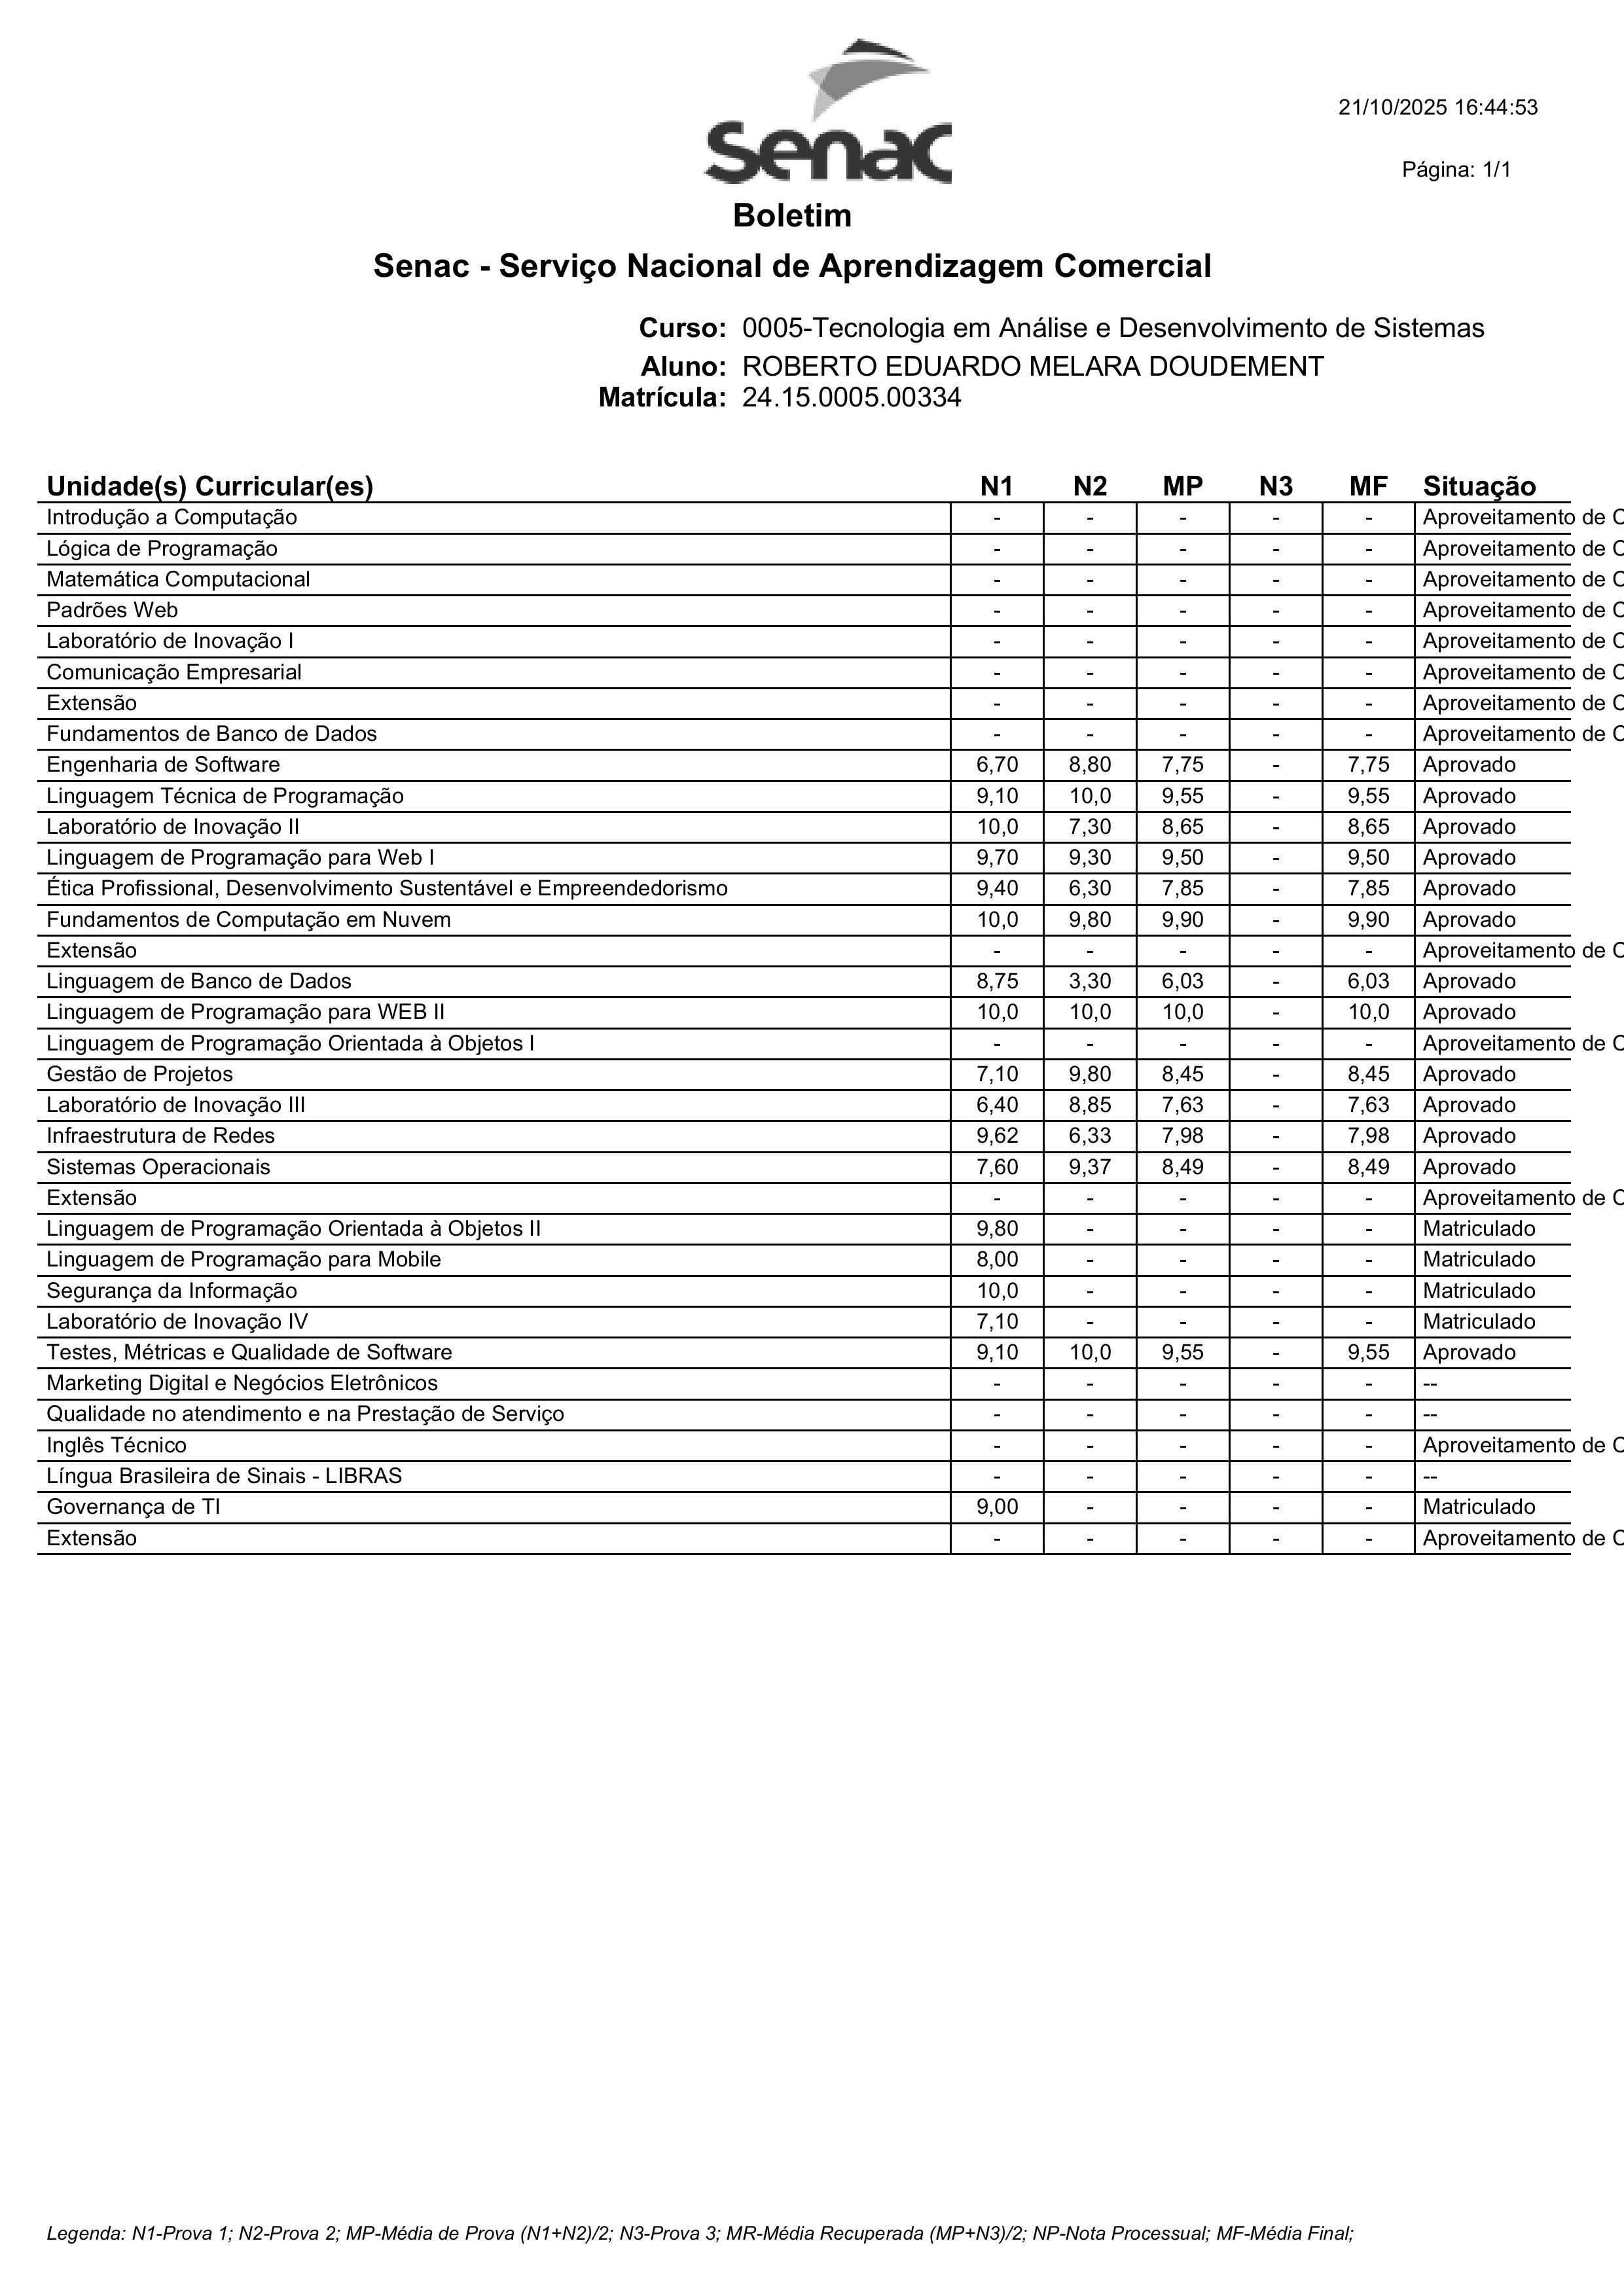 Senac
21/10/2025 16:44:53
Página: 1/1
Boletim
Senac - Serviço Nacional de Aprendizagem Comercial
Curso: 0005-Tecnologia em Análise e Desenvolvimento de Sistemas
Aluno: ROBERTO EDUARDO MELARA DOUDEMENT
Matrícula: 24.15.0005.00334
Unidade(s) Curricular(es) N1 N2 MP N3 MF Situação
Introdução a Computação - - - - - Aproveitamento de C
Lógica de Programação - - - - - Aproveitamento de C
Matemática Computacional - - - - - Aproveitamento de C
Padrões Web - - - - - Aproveitamento de C
Laboratório de Inovação I - - - - - Aproveitamento de C
Comunicação Empresarial - - - - - Aproveitamento de C
Extensão - - - - - Aproveitamento de C
Fundamentos de Banco de Dados - - - - - Aproveitamento de C
Engenharia de Software 6,70 8,80 7,75 - 7,75 Aprovado
Linguagem Técnica de Programação 9,10 10,0 9,55 - 9,55 Aprovado
Laboratório de Inovação II 10,0 7,30 8,65 - 8,65 Aprovado
Linguagem de Programação para Web I 9,70 9,30 9,50 - 9,50 Aprovado
Ética Profissional, Desenvolvimento Sustentável e Empreendedorismo 9,40 6,30 7,85 - 7,85 Aprovado
Fundamentos de Computação em Nuvem 10,0 9,80 9,90 - 9,90 Aprovado
Extensão - - - - - Aproveitamento de C
Linguagem de Banco de Dados 8,75 3,30 6,03 - 6,03 Aprovado
Linguagem de Programação para WEB II 10,0 10,0 10,0 - 10,0 Aprovado
Linguagem de Programação Orientada à Objetos I - - - - - Aproveitamento de C
Gestão de Projetos 7,10 9,80 8,45 - 8,45 Aprovado
Laboratório de Inovação III 6,40 8,85 7,63 - 7,63 Aprovado
Infraestrutura de Redes 9,62 6,33 7,98 - 7,98 Aprovado
Sistemas Operacionais 7,60 9,37 8,49 - 8,49 Aprovado
Extensão - - - - - Aproveitamento de C
Linguagem de Programação Orientada à Objetos II 9,80 - - - - Matriculado
Linguagem de Programação para Mobile 8,00 - - - - Matriculado
Segurança da Informação 10,0 - - - - Matriculado
Laboratório de Inovação IV 7,10 - - - - Matriculado
Testes, Métricas e Qualidade de Software 9,10 10,0 9,55 - 9,55 Aprovado
Marketing Digital e Negócios Eletrônicos - - - - - --
Qualidade no atendimento e na Prestação de Serviço - - - - - --
Inglês Técnico - - - - - Aproveitamento de C
Língua Brasileira de Sinais - LIBRAS - - - - - --
Governança de TI 9,00 - - - - Matriculado
Extensão - - - - - Aproveitamento de C
Legenda: N1-Prova 1; N2-Prova 2; MP-Média de Prova (N1+N2)/2; N3-Prova 3; MR-Média Recuperada (MP+N3)/2; NP-Nota Processual; MF-Média Final;